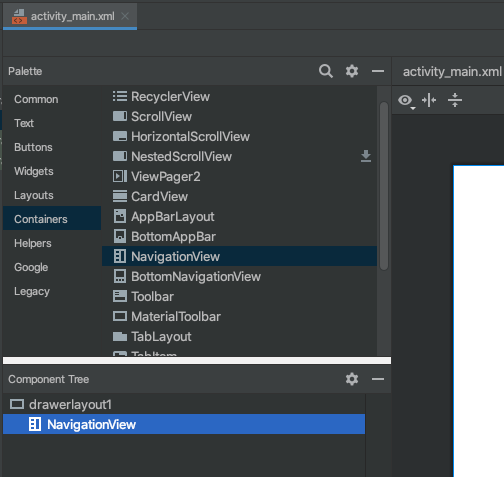 activity_main.xml
Palette
activity_main.xml
Common
Text
Buttons
Widgets
Layouts
Containers
Helpers
Google
Legacy
RecyclerView
ScrollView
HorizontalScrollView
NestedScrollView
ViewPager2
CardView
AppBarLayout
BottomAppBar
NavigationView
BottomNavigationView
Toolbar
MaterialToolbar
TabLayout
TabItem
Component Tree
drawerlayout1
NavigationView